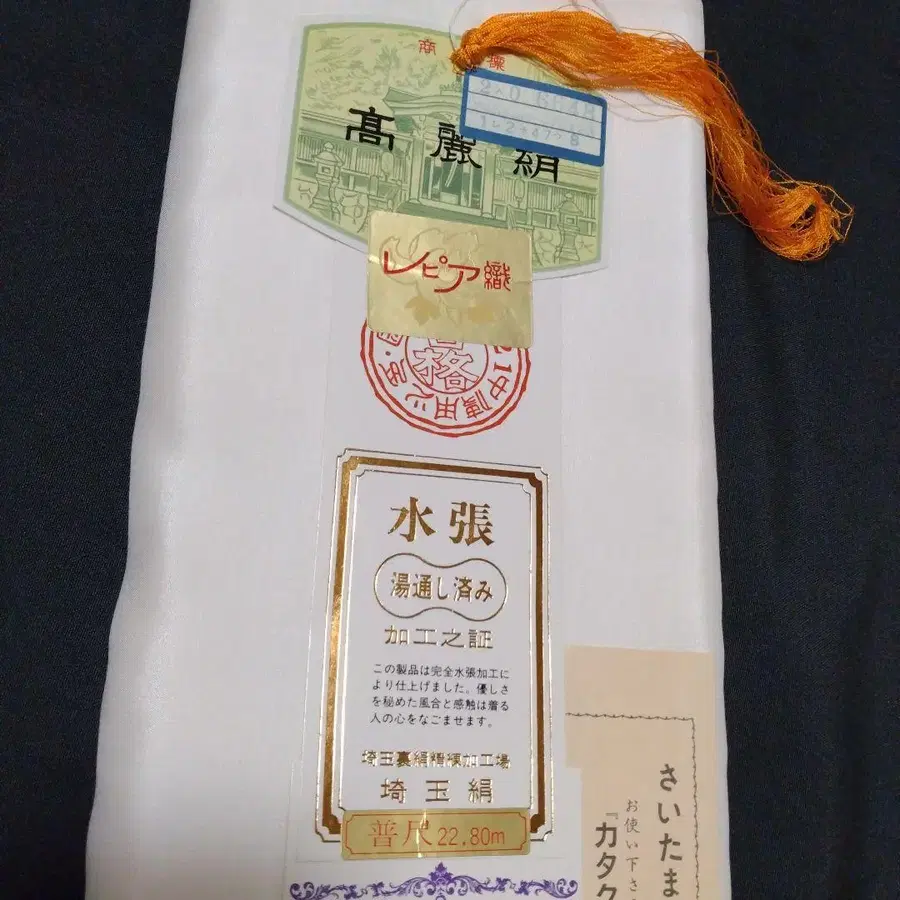 商標
高麗絹
レピア織
合格
水張
湯通し済み
加工之証
この製品は完全水張加工に
より仕上げました。優しさ
を秘めた風合と感触は着る
人の心をなごませます。
埼玉裏絹精練加工場
埼玉絹
普尺22.80m
さいたま
お使い下さ
『カタク